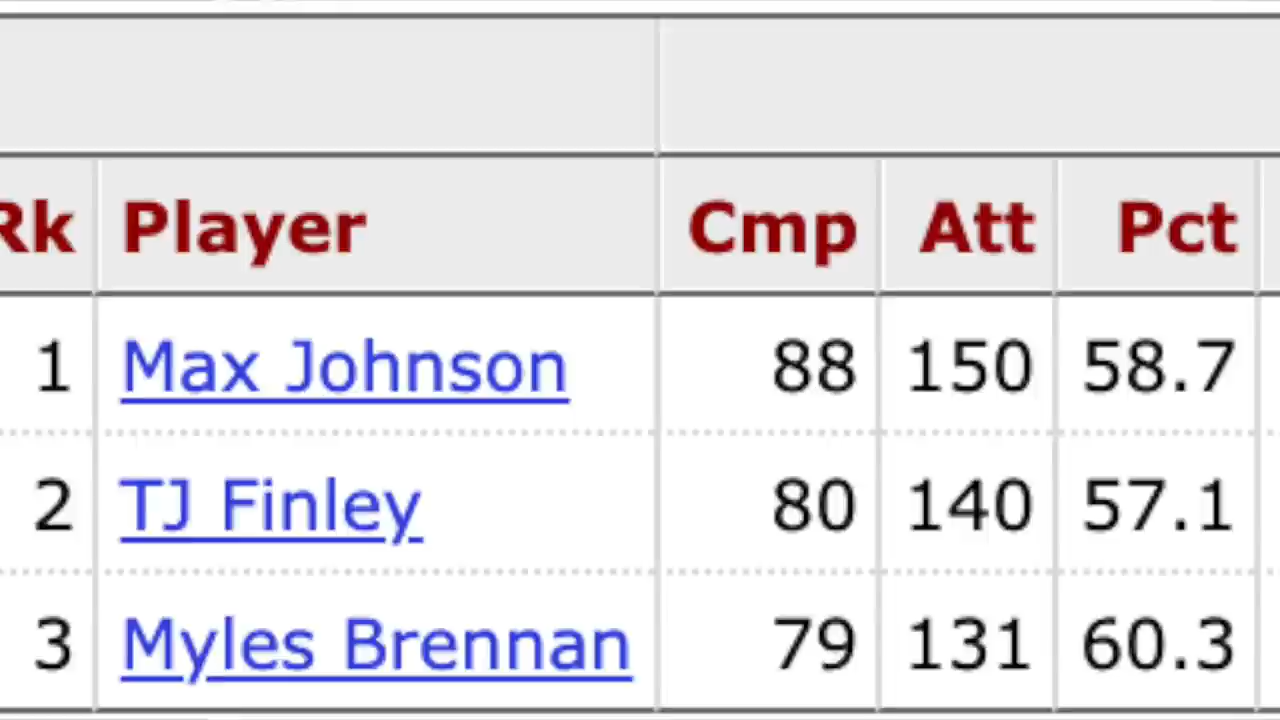 Rk Player Cmp Att Pct
1 Max Johnson 88 150 58.7
2 TJ Finley 80 140 57.1
3 Myles Brennan 79 131 60.3